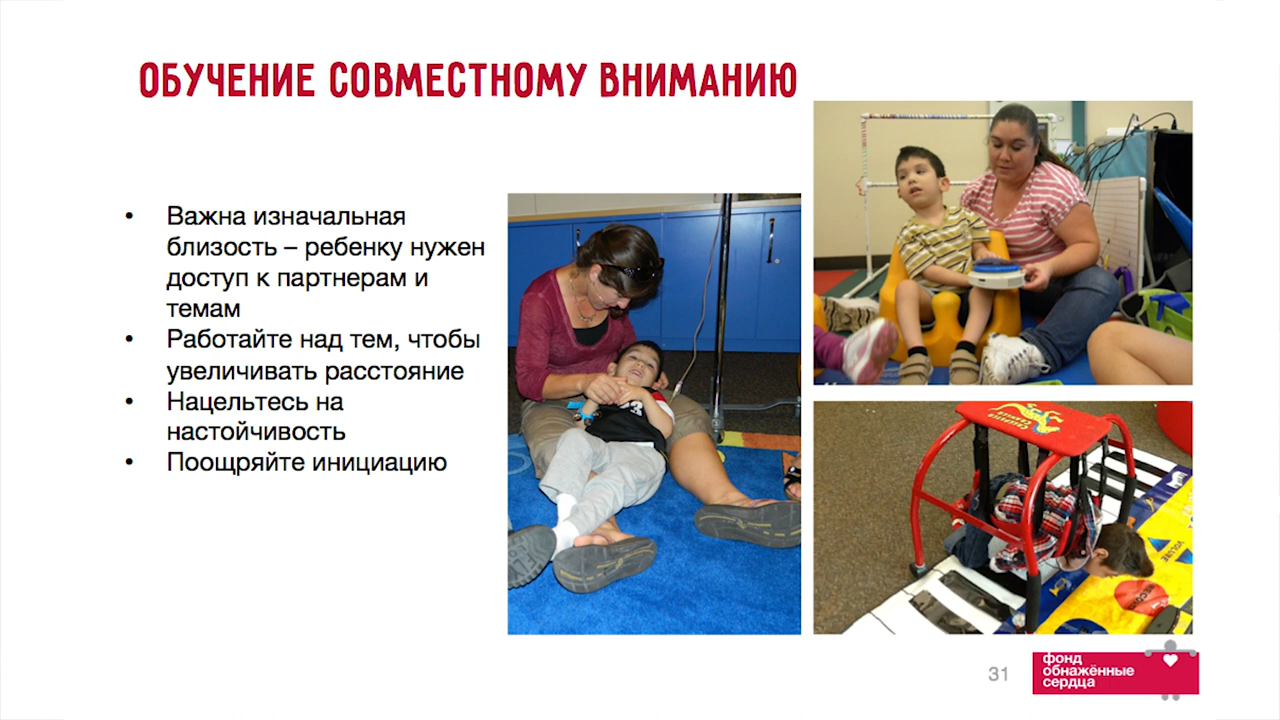 ОБУЧЕНИЕ СОВМЕСТНОМУ ВНИМАНИЮ
• Важна изначальная
близость – ребенку нужен
доступ к партнерам и
темам
• Работайте над тем, чтобы
увеличивать расстояние
• Нацельтесь на
настойчивость
• Поощряйте инициацию
31
фонд
обнажённые
сердца